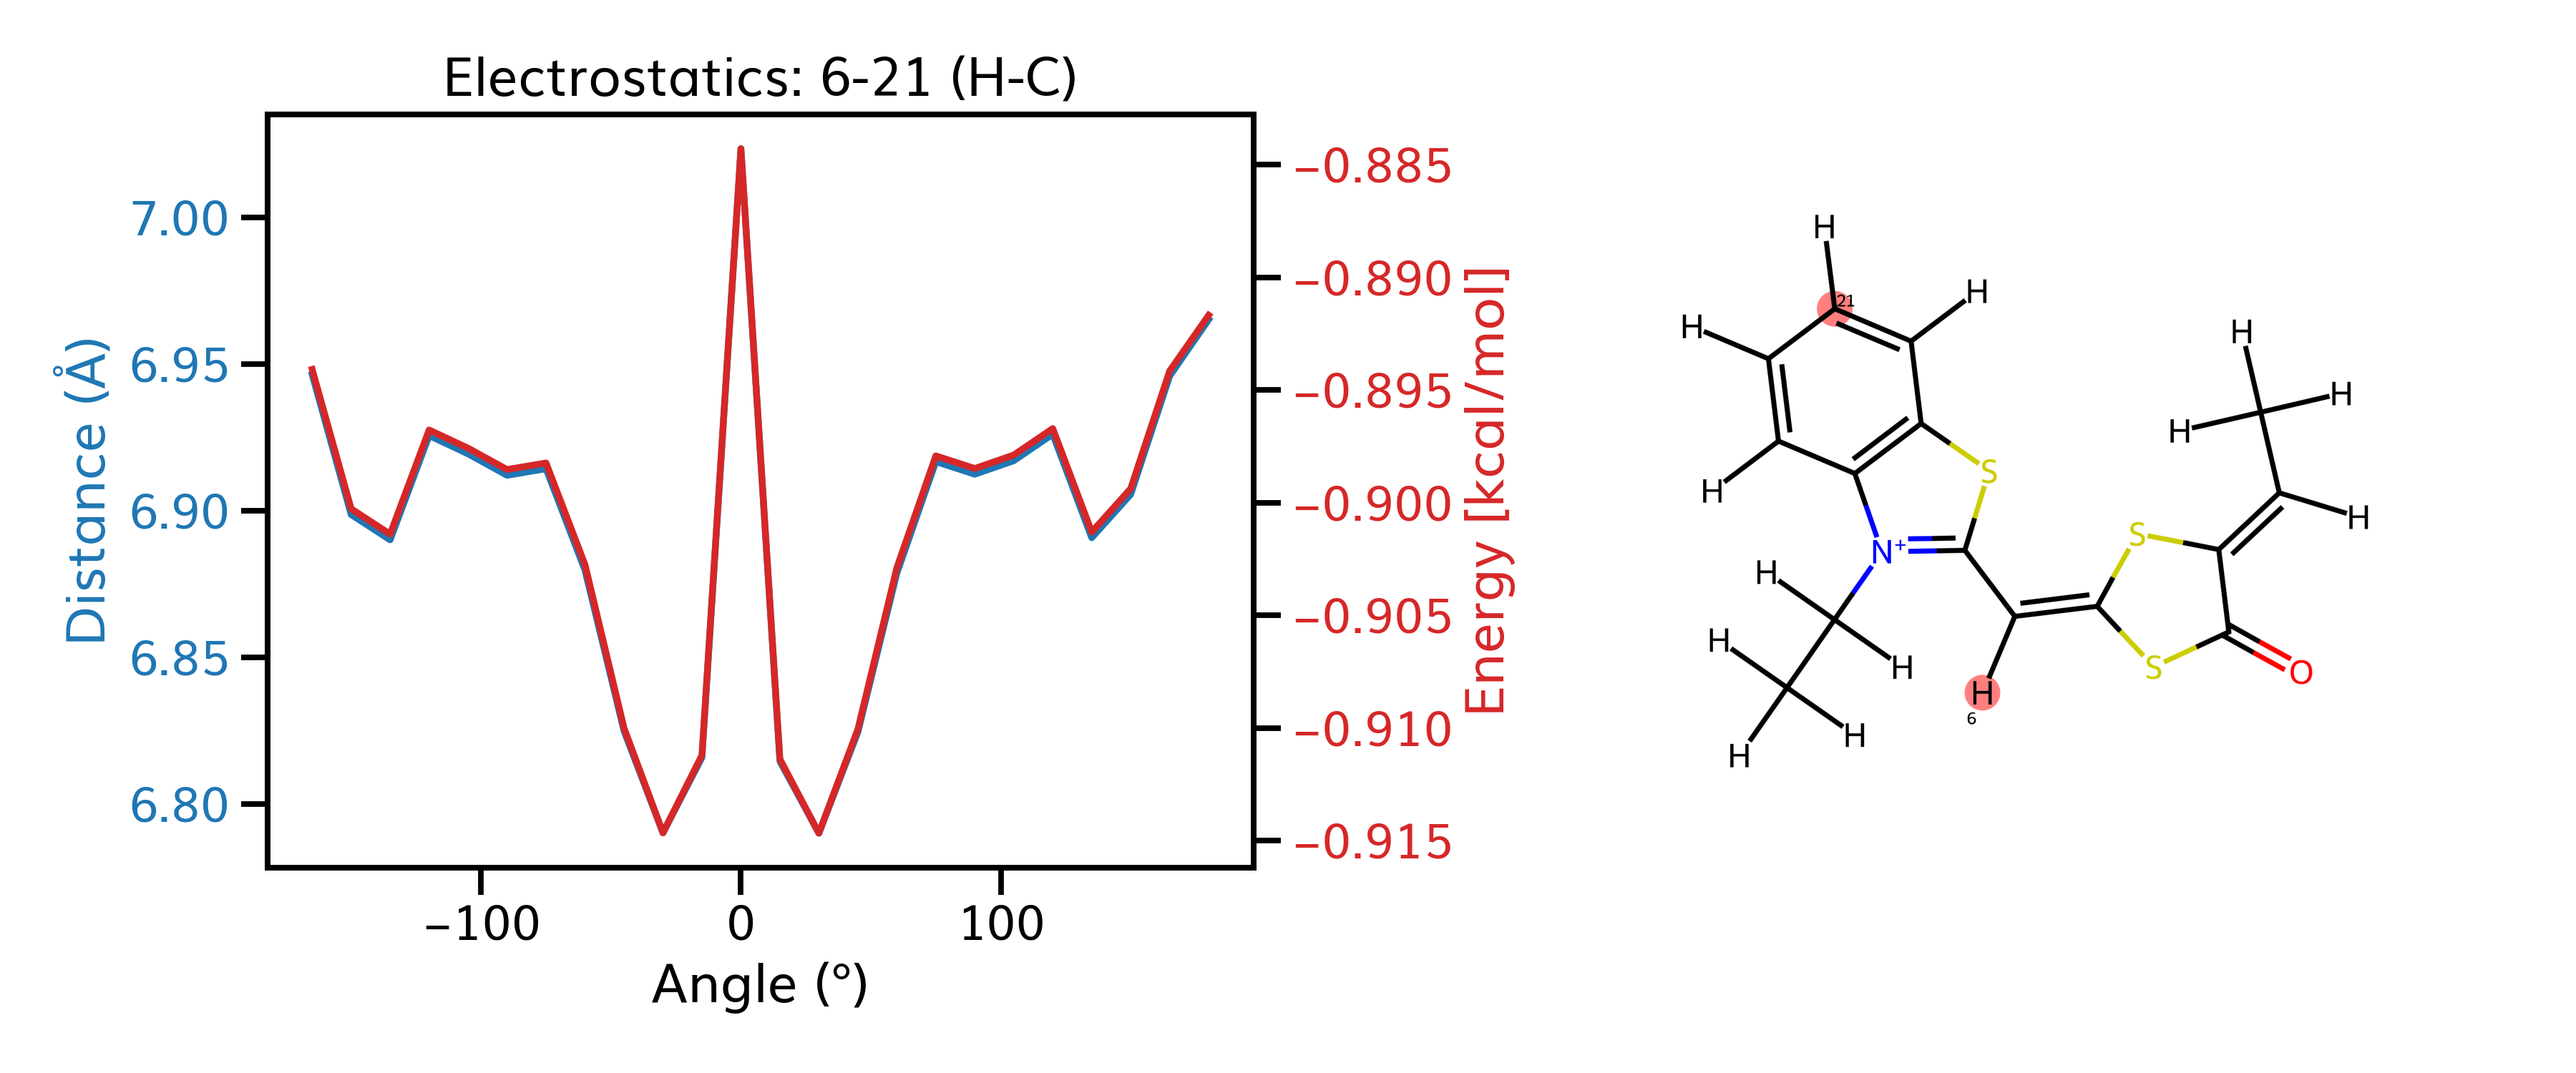 Electrostatics: 6-21 (H-C)
7.00
6.95
6.90
6.85
6.80
Distance (Å)
−100
0
100
Angle (°)
−0.885
−0.890
−0.895
−0.900
−0.905
−0.910
−0.915
Energy [kcal/mol]
H
21
H
H
H
H
H
S
H
H
S
N+
H
H
H
S
O
H
6
H
H